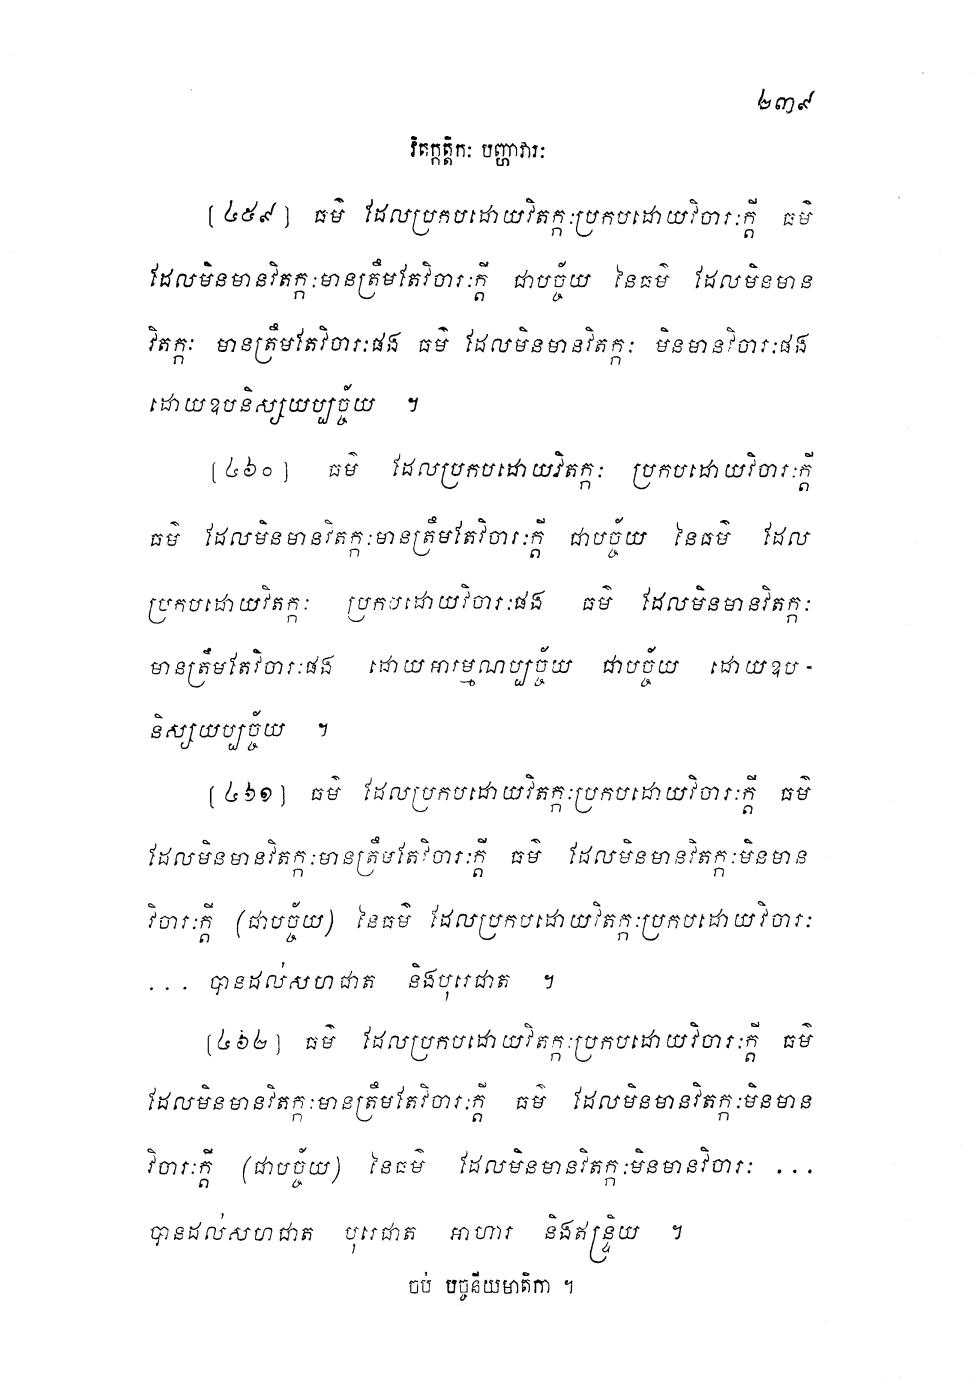 ២៣៩
វិតក្កត្តិកៈ បញ្ហាវារៈ
[៤៥៩] ធម៌ ដែលប្រកបដោយវិតក្កៈប្រកបដោយវិចារៈក្តី ធម៌
ដែលមិនមានវិតក្កៈមានត្រឹមតែវិចារៈក្តី ជាបច្ច័យ នៃធម៌ ដែលមិនមាន
វិតក្កៈ មានត្រឹមតែវិចារៈផង ធម៌ ដែលមិនមានវិតក្កៈ មិនមានវិចារៈផង
ដោយឧបនិស្សយប្បច្ច័យ ។
[៤៦០] ធម៌ ដែលប្រកបដោយវិតក្កៈ ប្រកបដោយវិចារៈក្តី
ធម៌ ដែលមិនមានវិតក្កៈមានត្រឹមតែវិចារៈក្តី ជាបច្ច័យ នៃធម៌ ដែល
ប្រកបដោយវិតក្កៈ ប្រកបដោយវិចារៈផង ធម៌ ដែលមិនមានវិតក្កៈ
មានត្រឹមតែវិចារៈផង ដោយអារម្មណប្បច្ច័យ ជាបច្ច័យ ដោយឧប-
និស្សយប្បច្ច័យ ។
[៤៦១] ធម៌ ដែលប្រកបដោយវិតក្កៈប្រកបដោយវិចារៈក្តី ធម៌
ដែលមិនមានវិតក្កៈមានត្រឹមតែវិចារៈក្តី ធម៌ ដែលមិនមានវិតក្កៈមិនមាន
វិចារៈក្តី (ជាបច្ច័យ) នៃធម៌ ដែលប្រកបដោយវិតក្កៈប្រកបដោយវិចារៈ
... បានដល់សហជាត និងបុរេជាត ។
[៤៦២] ធម៌ ដែលប្រកបដោយវិតក្កៈប្រកបដោយវិចារៈក្តី ធម៌
ដែលមិនមានវិតក្កៈមានត្រឹមតែវិចារៈក្តី ធម៌ ដែលមិនមានវិតក្កៈមិនមាន
វិចារៈក្តី (ជាបច្ច័យ) នៃធម៌ ដែលមិនមានវិតក្កៈមិនមានវិចារៈ ...
បានដល់សហជាត បុរេជាត អាហារ និងឥន្ទ្រិយ ។
ចប់ បច្ចនីយមាតិកា ។